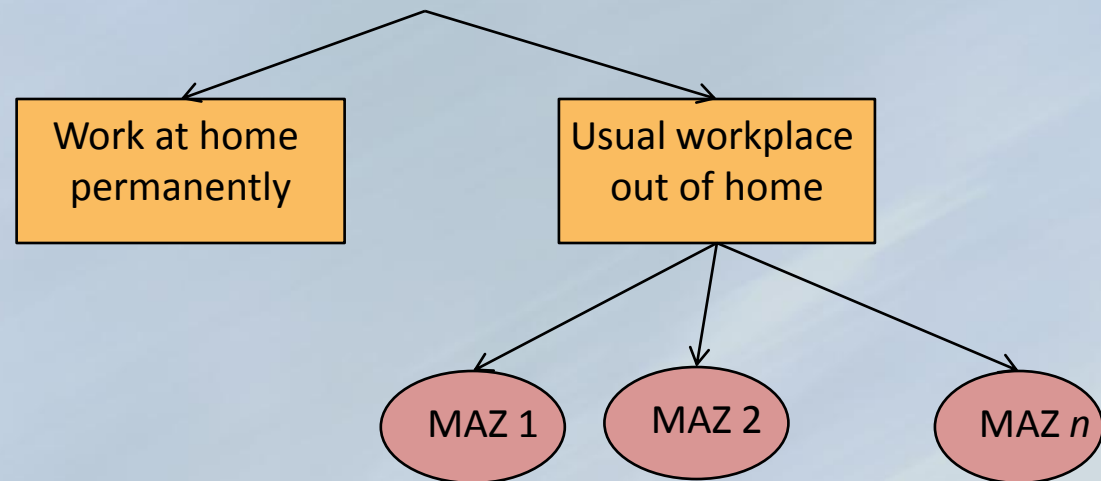 Work at home
permanently
Usual workplace
out of home
MAZ 1
MAZ 2
MAZ n